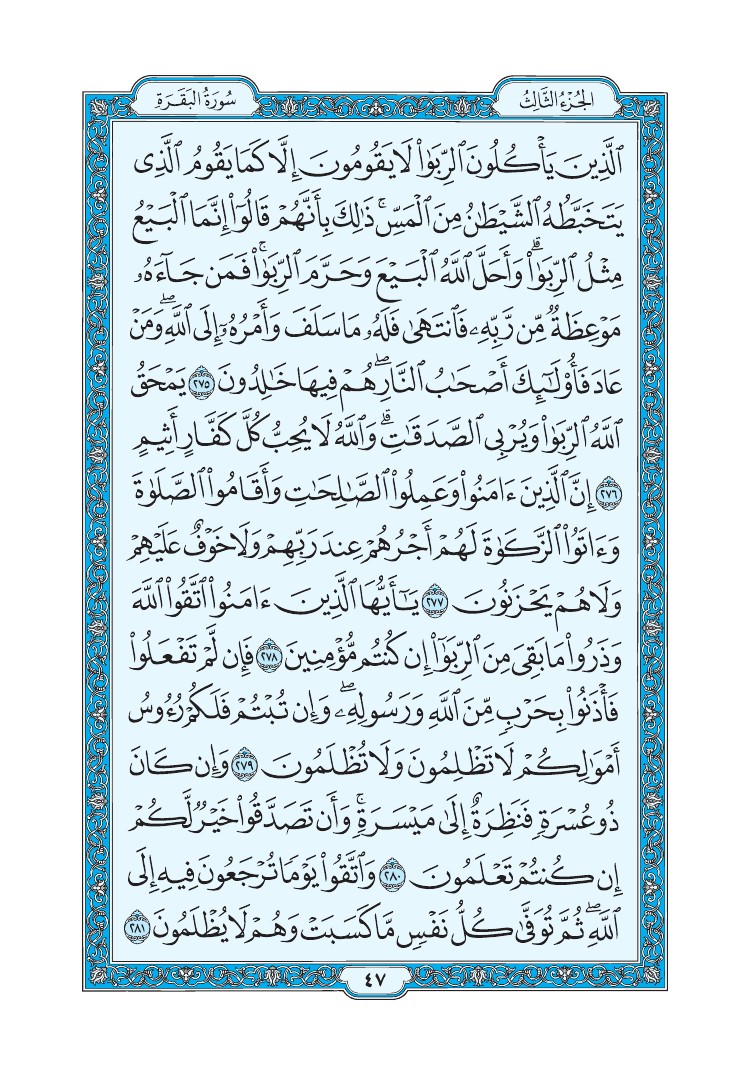 الجُزْءُ الثَّالِثُ
سُورَةُ البَقَرَةِ
ٱلَّذِينَ يَأْكُلُونَ ٱلرِّبَوٰا۟ لَا يَقُومُونَ إِلَّا كَمَا يَقُومُ ٱلَّذِى
يَتَخَبَّطُهُ ٱلشَّيْطَٰنُ مِنَ ٱلْمَسِّ ۚ ذَٰلِكَ بِأَنَّهُمْ قَالُوٓا۟ إِنَّمَا ٱلْبَيْعُ
مِثْلُ ٱلرِّبَوٰا۟ ۗ وَأَحَلَّ ٱللَّهُ ٱلْبَيْعَ وَحَرَّمَ ٱلرِّبَوٰا۟ ۚ فَمَن جَآءَهُۥ
مَوْعِظَةٌ مِّن رَّبِّهِۦ فَٱنتَهَىٰ فَلَهُۥ مَا سَلَفَ وَأَمْرُهُۥٓ إِلَى ٱللَّهِ ۖ وَمَنْ
عَادَ فَأُو۟لَٰٓئِكَ أَصْحَٰبُ ٱلنَّارِ ۖ هُمْ فِيهَا خَٰلِدُونَ ٢٧٥ يَمْحَقُ
ٱللَّهُ ٱلرِّبَوٰا۟ وَيُرْبِى ٱلصَّدَقَٰتِ ۗ وَٱللَّهُ لَا يُحِبُّ كُلَّ كَفَّارٍ أَثِيمٍ
٢٧٦ إِنَّ ٱلَّذِينَ ءَامَنُوا۟ وَعَمِلُوا۟ ٱلصَّٰلِحَٰتِ وَأَقَامُوا۟ ٱلصَّلَوٰةَ
وَءَاتَوُا۟ ٱلزَّكَوٰةَ لَهُمْ أَجْرُهُمْ عِندَ رَبِّهِمْ وَلَا خَوْفٌ عَلَيْهِمْ
وَلَا هُمْ يَحْزَنُونَ ٢٧٧ يَٰٓأَيُّهَا ٱلَّذِينَ ءَامَنُوا۟ ٱتَّقُوا۟ ٱللَّهَ
وَذَرُوا۟ مَا بَقِىَ مِنَ ٱلرِّبَوٰٓا۟ إِن كُنتُم مُّؤْمِنِينَ ٢٧٨ فَإِن لَّمْ تَفْعَلُوا۟
فَأْذَنُوا۟ بِحَرْبٍ مِّنَ ٱللَّهِ وَرَسُولِهِۦ ۖ وَإِن تُبْتُمْ فَلَكُمْ رُءُوسُ
أَمْوَٰلِكُمْ لَا تَظْلِمُونَ وَلَا تُظْلَمُونَ ٢٧٩ وَإِن كَانَ
ذُو عُسْرَةٍ فَنَظِرَةٌ إِلَىٰ مَيْسَرَةٍ ۚ وَأَن تَصَدَّقُوا۟ خَيْرٌ لَّكُمْ
إِن كُنتُمْ تَعْلَمُونَ ٢٨٠ وَٱتَّقُوا۟ يَوْمًا تُرْجَعُونَ فِيهِ إِلَى
ٱللَّهِ ۖ ثُمَّ تُوَفَّىٰ كُلُّ نَفْسٍ مَّا كَسَبَتْ وَهُمْ لَا يُظْلَمُونَ ٢٨١
٤٧